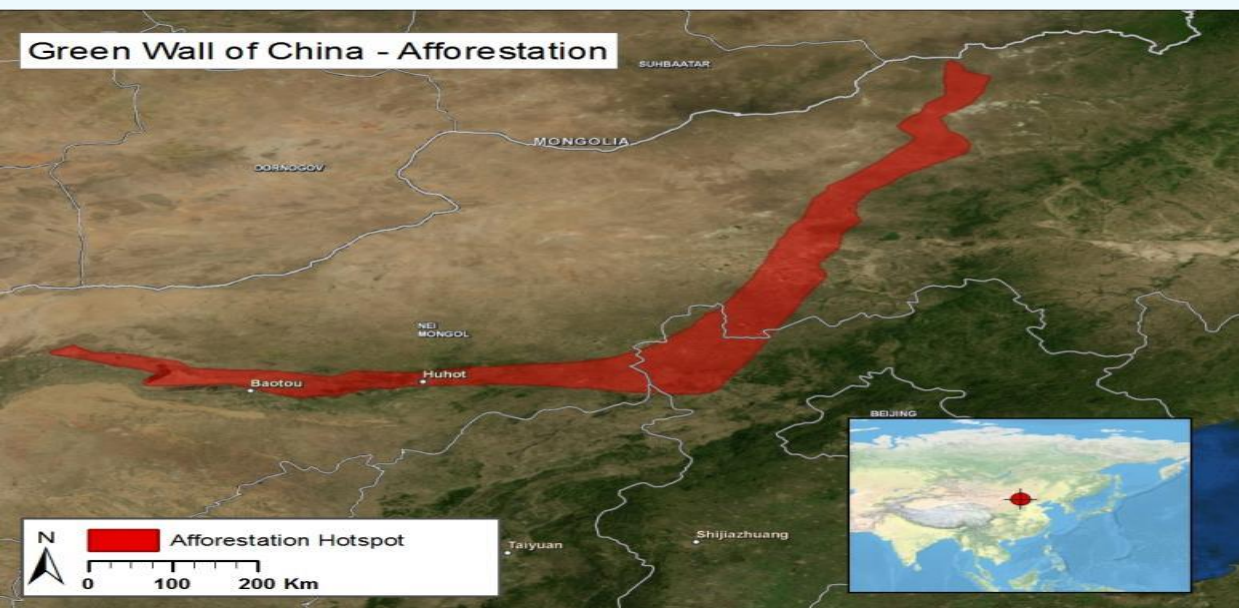 Green Wall of China - Afforestation
SUHBAATAR
MONGOLIA
DORNOGOV
NEI
MONGOL
Huhot
Baotou
BEIJING
N
Afforestation Hotspot
0 100 200 Km
Taiyuan
Shijiazhuang